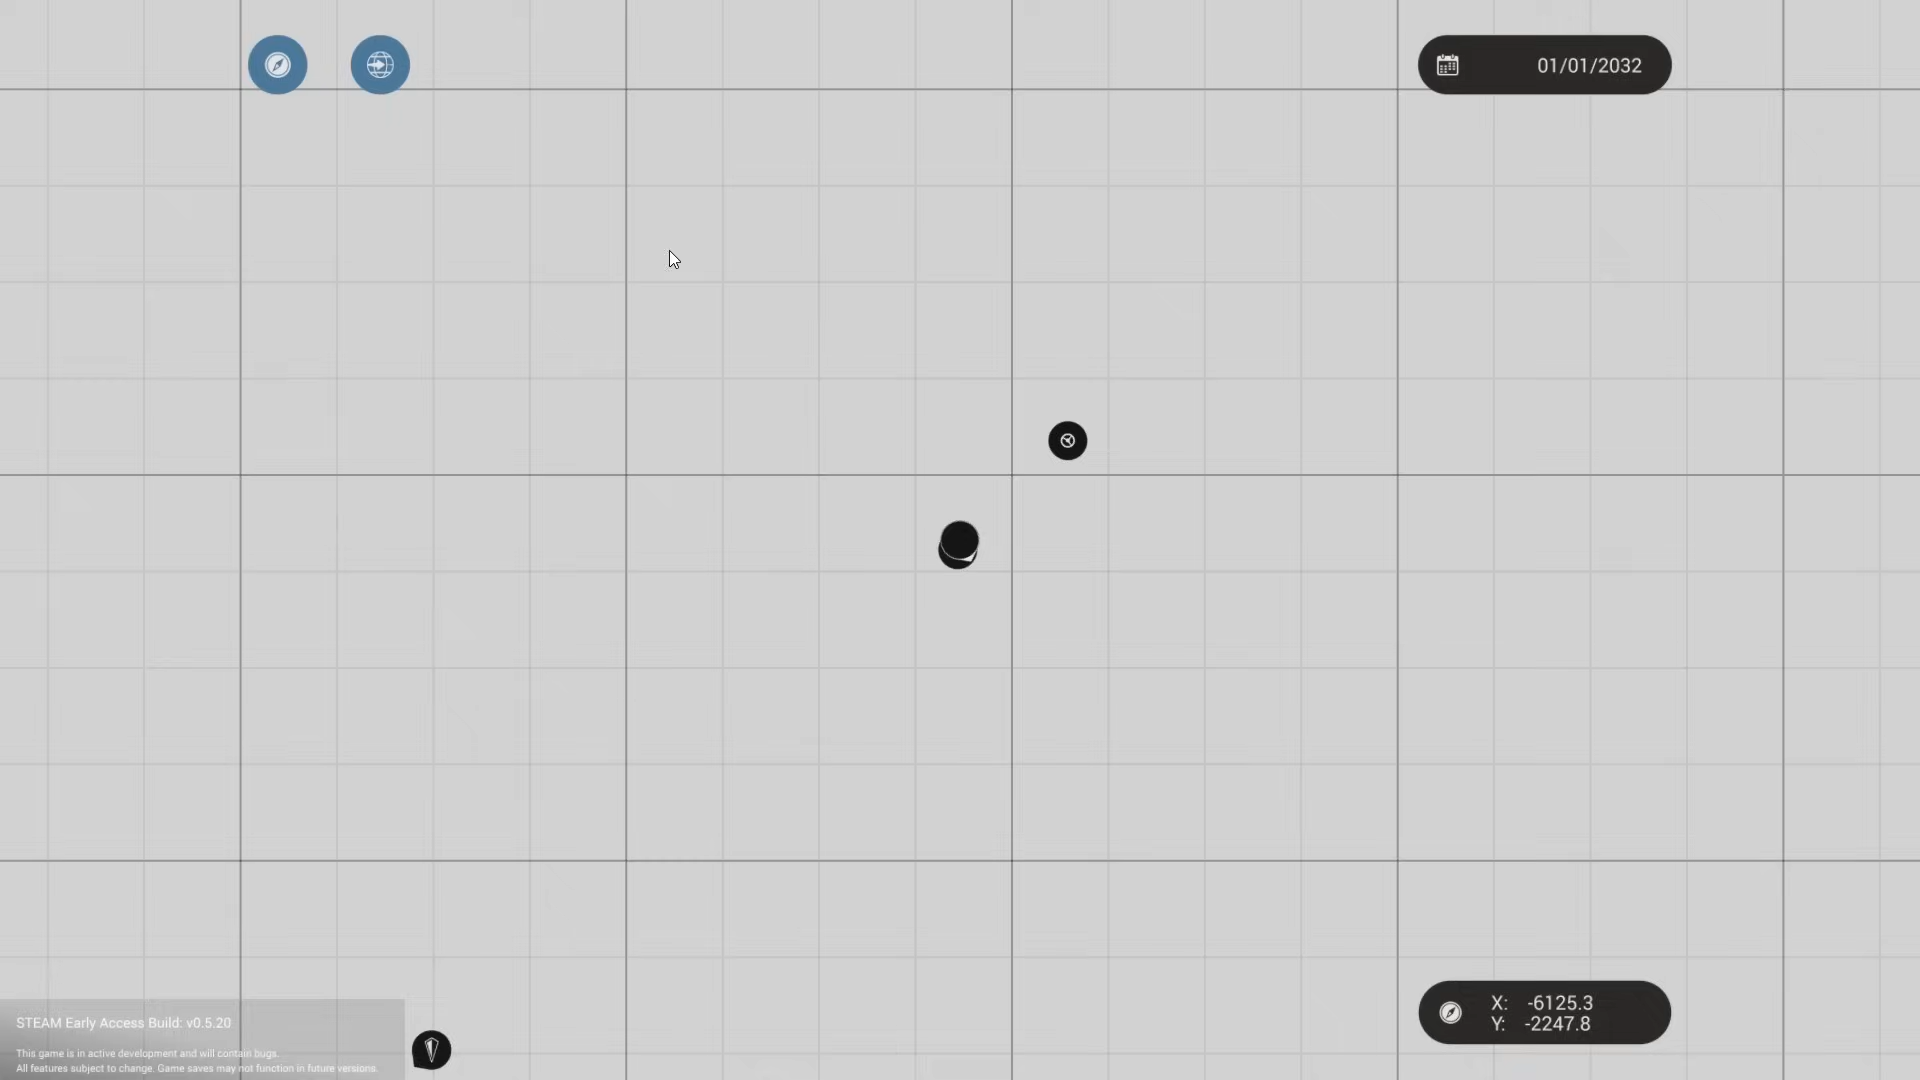 01/01/2032
X: -6125.3
Y: -2247.8
STEAM Early Access Build: v0.5.20
This game is in active development and will contain bugs.
All features subject to change. Game saves may not function in future versions.